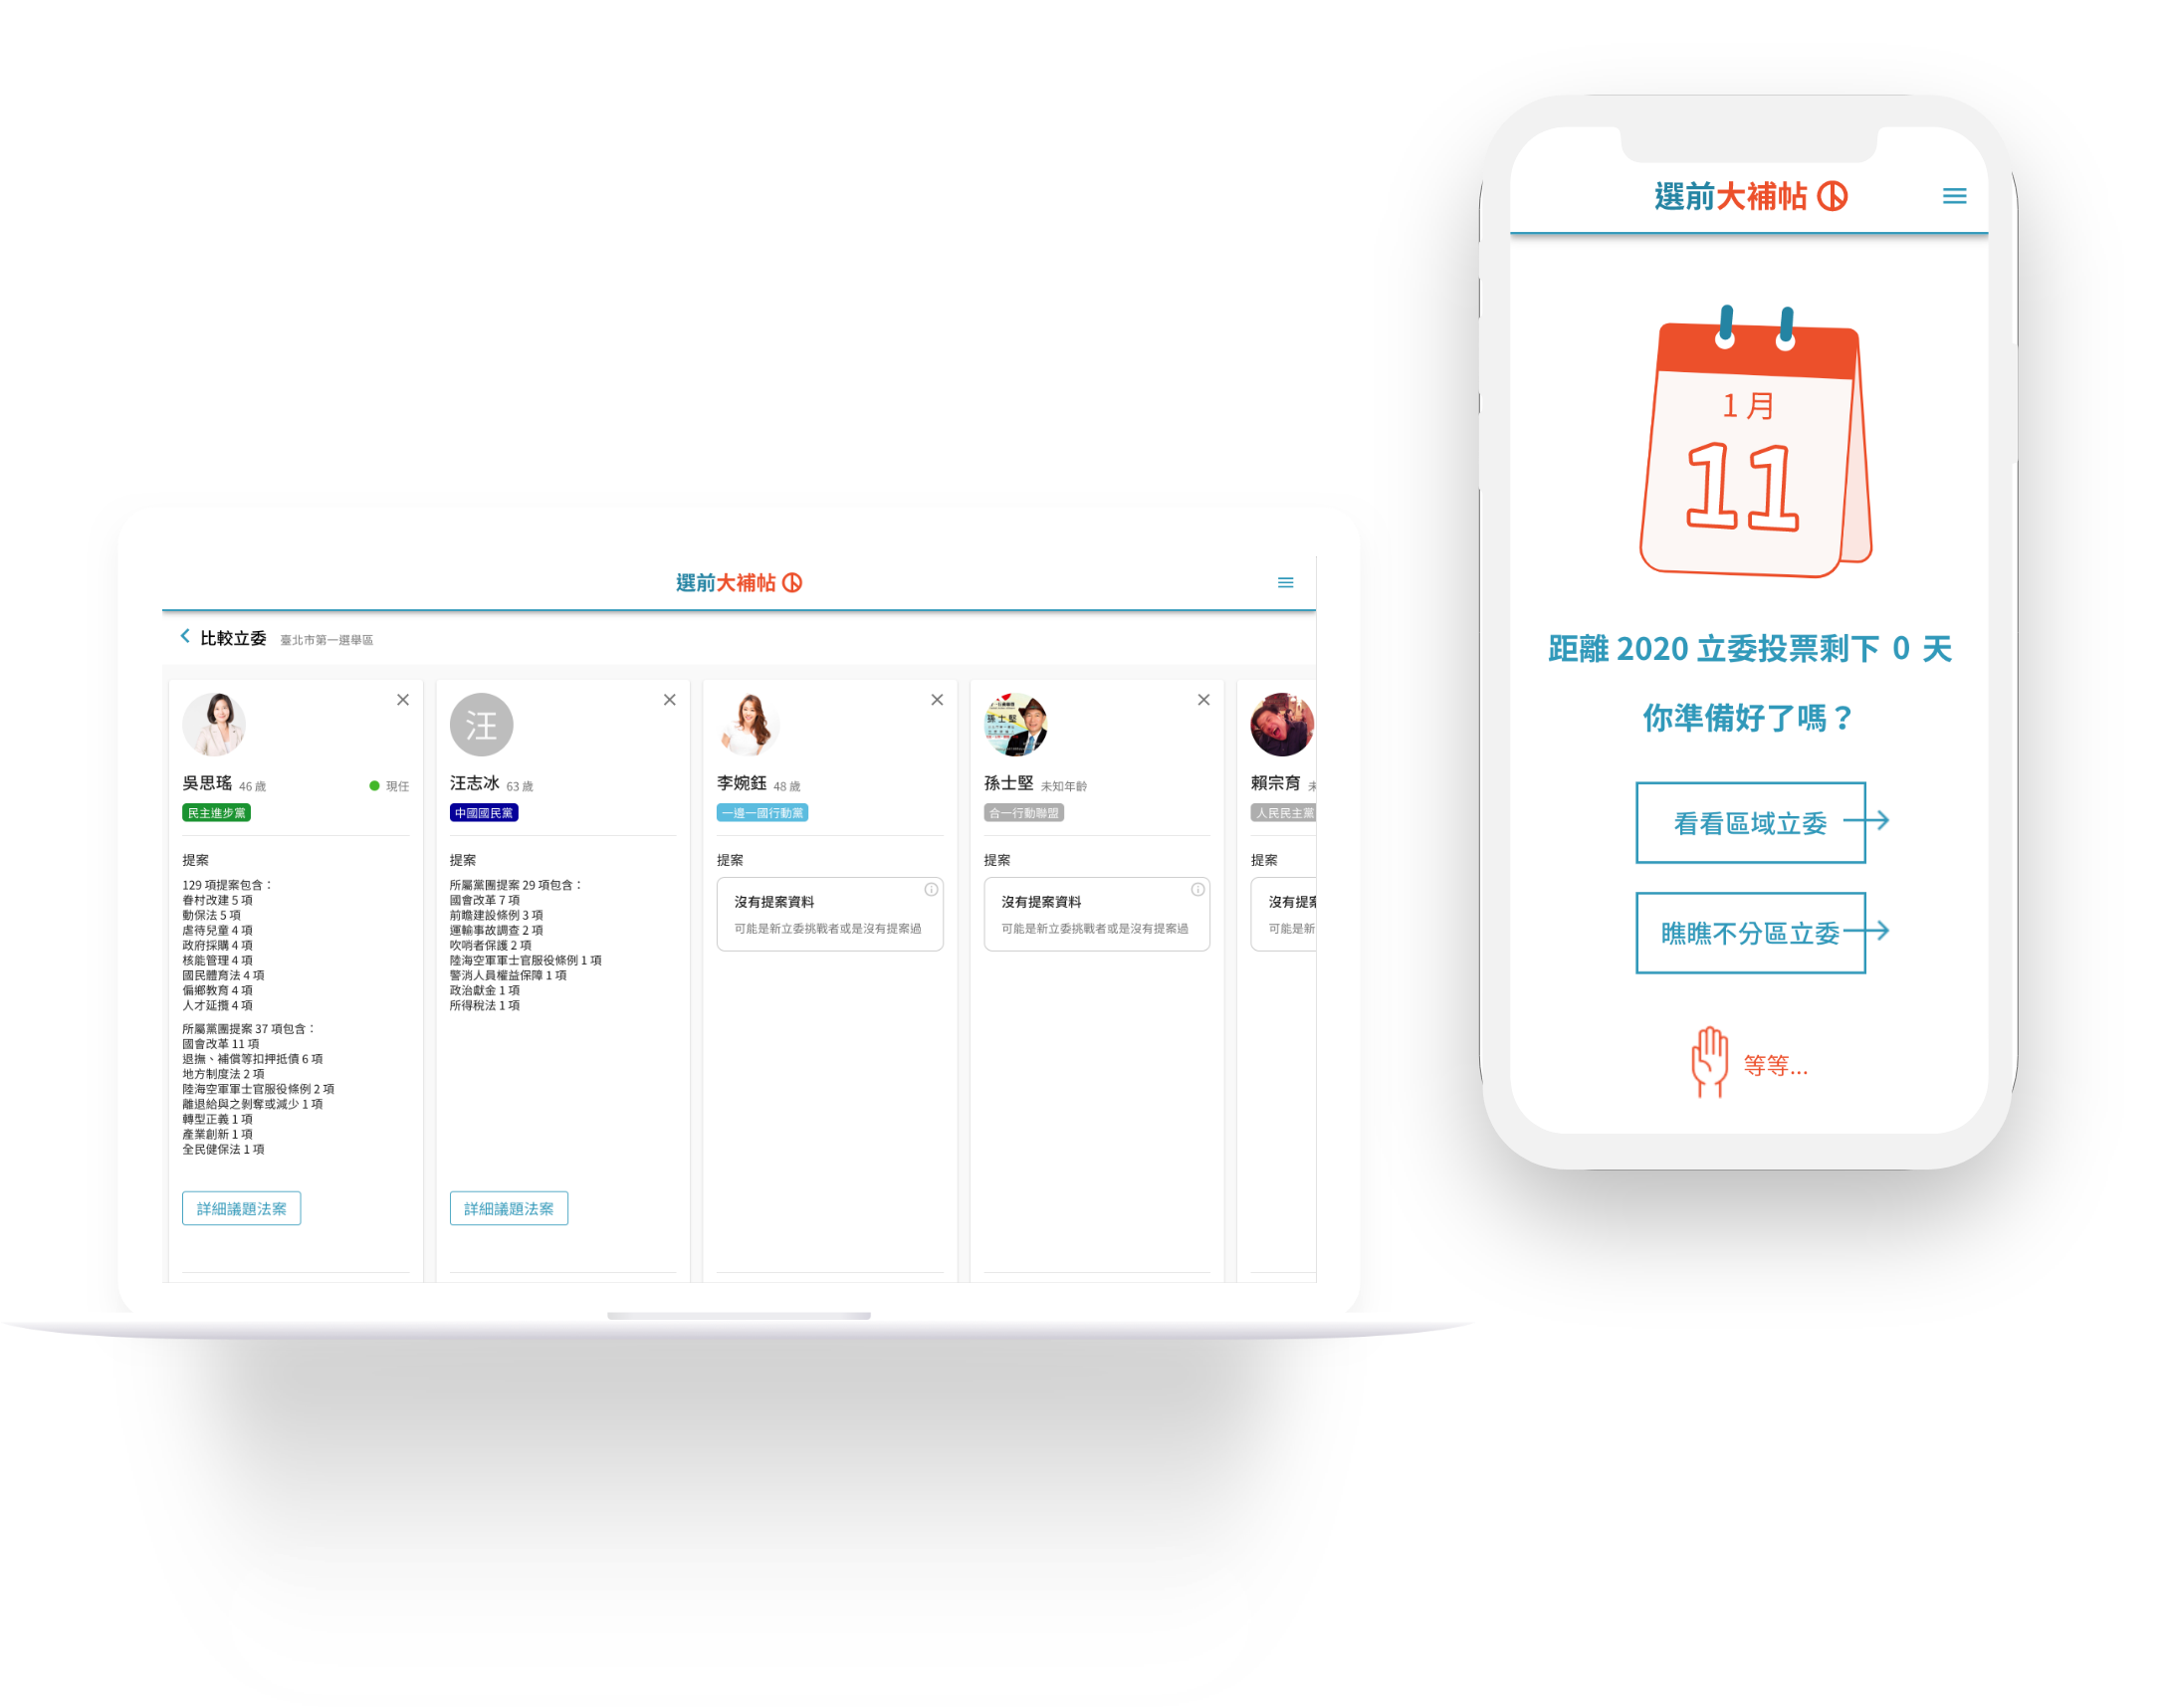 選前大補帖
比較立委 臺北市第一選舉區
吳思瑤 46 歲 現任
民主進步黨
提案
129 項提案包含：
眷村改建 5 項
動保法 5 項
虐待兒童 4 項
政府採購 4 項
核能管理 4 項
國民體育法 4 項
偏鄉教育 4 項
人才延攬 4 項
所屬黨團提案 37 項包含：
國會改革 11 項
退撫、補償等扣押抵債 6 項
地方制度法 2 項
陸海空軍軍士官服役條例 2 項
離退給與之剝奪或減少 1 項
轉型正義 1 項
產業創新 1 項
全民健保法 1 項
詳細議題法案
汪
汪志冰 63 歲
中國國民黨
提案
所屬黨團提案 29 項包含：
國會改革 7 項
前瞻建設條例 3 項
運輸事故調查 2 項
吹哨者保護 2 項
陸海空軍軍士官服役條例 1 項
警消人員權益保障 1 項
政治獻金 1 項
所得稅法 1 項
詳細議題法案
李婉鈺 48 歲
一邊一國行動黨
提案
沒有提案資料
可能是新立委挑戰者或是沒有提案過
孫士堅
孫士堅 未知年齡
合一行動聯盟
提案
沒有提案資料
可能是新立委挑戰者或是沒有提案過
賴宗育
人民民主黨
提案
沒有提案
可能是新
選前大補帖
1 月
11
距離 2020 立委投票剩下 0 天
你準備好了嗎？
看看區域立委
瞧瞧不分區立委
等等...